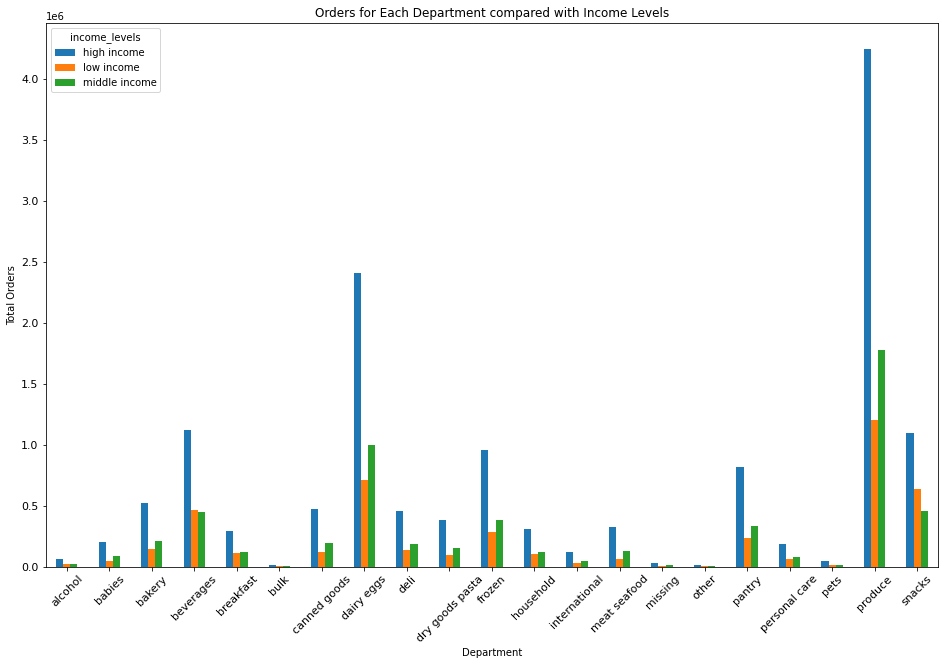 Orders for Each Department compared with Income Levels
1e6
income_levels
high income
low income
middle income
4.0
3.5
3.0
2.5
2.0
1.5
1.0
0.5
0.0
Total Orders
alcohol
babies
bakery
beverages
breakfast
bulk
canned goods
dairy eggs
deli
dry goods pasta
frozen
household
international
meat seafood
missing
other
pantry
personal care
pets
produce
snacks
Department